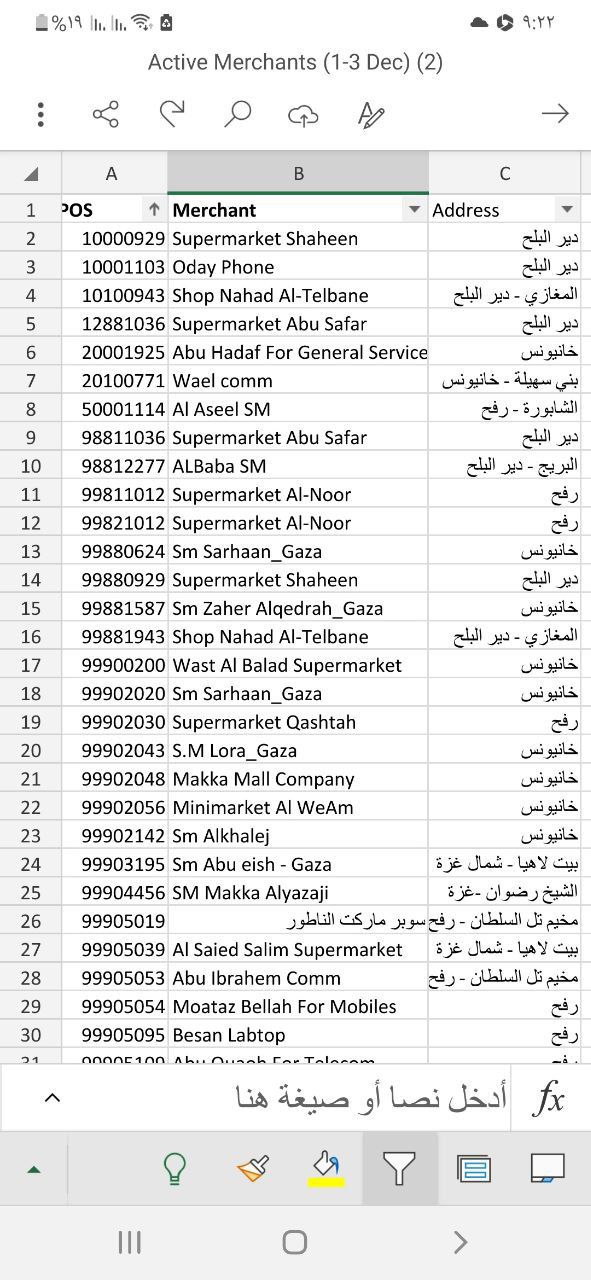 %١٩ ٩:٢٢
Active Merchants (1-3 Dec) (2)
A B C
1 POS Merchant Address
2 10000929 Supermarket Shaheen دير البلح
3 10001103 Oday Phone دير البلح
4 10100943 Shop Nahad Al-Telbane المغازي - دير البلح
5 12881036 Supermarket Abu Safar دير البلح
6 20001925 Abu Hadaf For General Service خانيونس
7 20100771 Wael comm بني سهيلة - خانيونس
8 50001114 Al Aseel SM الشابورة - رفح
9 98811036 Supermarket Abu Safar دير البلح
10 98812277 ALBaba SM البريج - دير البلح
11 99811012 Supermarket Al-Noor رفح
12 99821012 Supermarket Al-Noor رفح
13 99880624 Sm Sarhaan_Gaza خانيونس
14 99880929 Supermarket Shaheen دير البلح
15 99881587 Sm Zaher Alqedrah_Gaza خانيونس
16 99881943 Shop Nahad Al-Telbane المغازي - دير البلح
17 99900200 Wast Al Balad Supermarket خانيونس
18 99902020 Sm Sarhaan_Gaza خانيونس
19 99902030 Supermarket Qashtah رفح
20 99902043 S.M Lora_Gaza خانيونس
21 99902048 Makka Mall Company خانيونس
22 99902056 Minimarket Al WeAm خانيونس
23 99902142 Sm Alkhalej خانيونس
24 99903195 Sm Abu eish - Gaza بيت لاهيا - شمال غزة
25 99904456 SM Makka Alyazaji الشيخ رضوان -غزة
26 99905019 سوبر ماركت الناطور مخيم تل السلطان - رفح
27 99905039 Al Saied Salim Supermarket بيت لاهيا - شمال غزة
28 99905053 Abu Ibrahem Comm مخيم تل السلطان - رفح
29 99905054 Moataz Bellah For Mobiles رفح
30 99905095 Besan Labtop رفح
31
أدخل نصا أو صيغة هنا fx